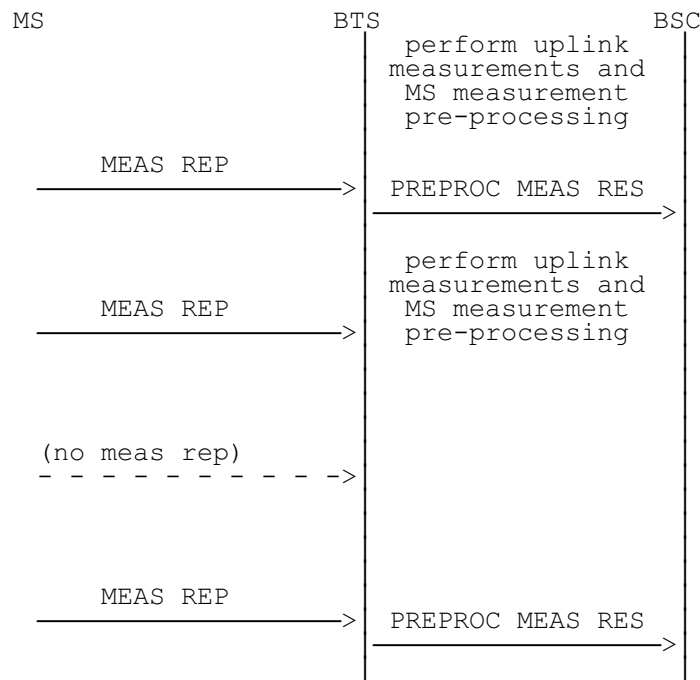 MS BTS BSC
perform uplink
measurements and
MS measurement
pre-processing
MEAS REP
PREPROC MEAS RES
perform uplink
measurements and
MS measurement
pre-processing
MEAS REP
(no meas rep)
MEAS REP
PREPROC MEAS RES